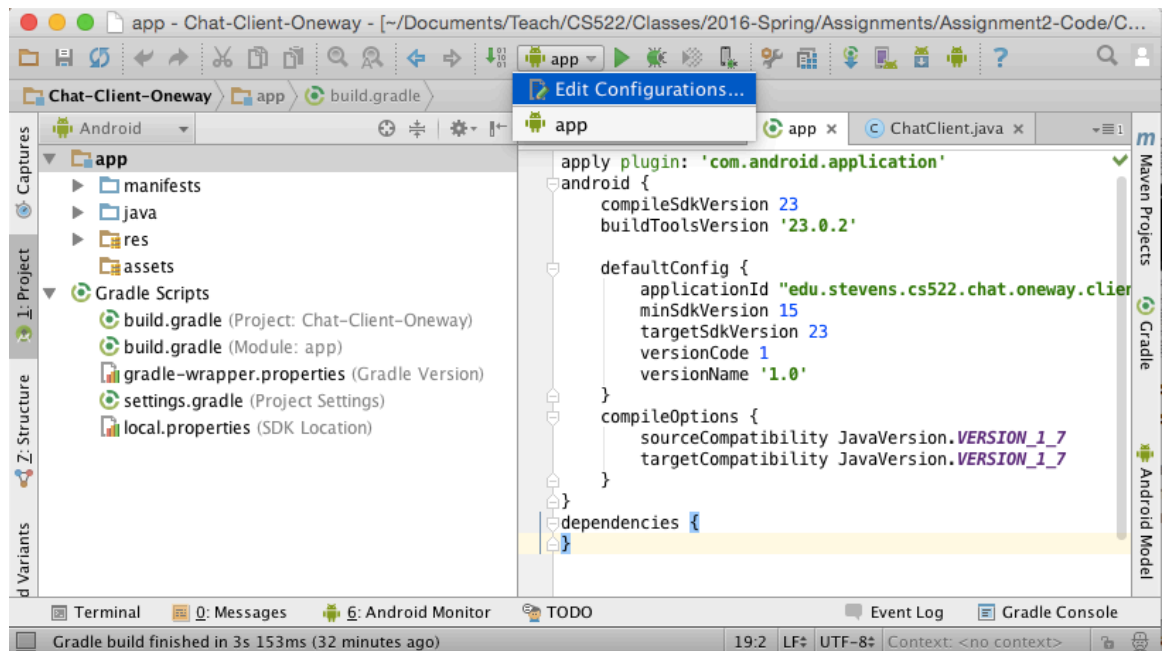 app - Chat-Client-Oneway - [~/Documents/Teach/CS522/Classes/2016-Spring/Assignments/Assignment2-Code/C...
app
Chat-Client-Oneway app build.gradle
Edit Configurations...
app
Android
app ChatClient.java 1
Captures
1: Project
Z: Structure
d Variants
app
manifests
java
res
assets
Gradle Scripts
build.gradle (Project: Chat-Client-Oneway)
build.gradle (Module: app)
gradle-wrapper.properties (Gradle Version)
settings.gradle (Project Settings)
local.properties (SDK Location)
apply plugin: 'com.android.application'
android {
compileSdkVersion 23
buildToolsVersion '23.0.2'
defaultConfig {
applicationId "edu.stevens.cs522.chat.oneway.clier
minSdkVersion 15
targetSdkVersion 23
versionCode 1
versionName '1.0'
}
compileOptions {
sourceCompatibility JavaVersion.VERSION_1_7
targetCompatibility JavaVersion.VERSION_1_7
}
}
dependencies {
}
m
Maven Projects
Gradle
Android Model
Terminal 0: Messages 6: Android Monitor TODO Event Log Gradle Console
Gradle build finished in 3s 153ms (32 minutes ago) 19:2 LF UTF-8 Context: <no context>